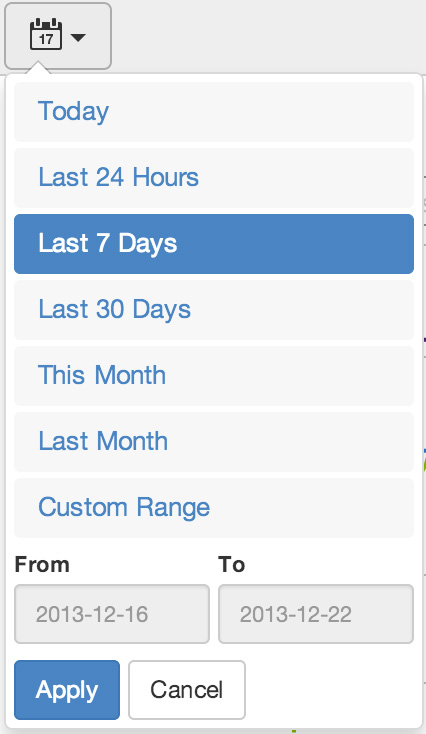 17
Today
Last 24 Hours
Last 7 Days
Last 30 Days
This Month
Last Month
Custom Range
From To
2013-12-16 2013-12-22
Apply Cancel